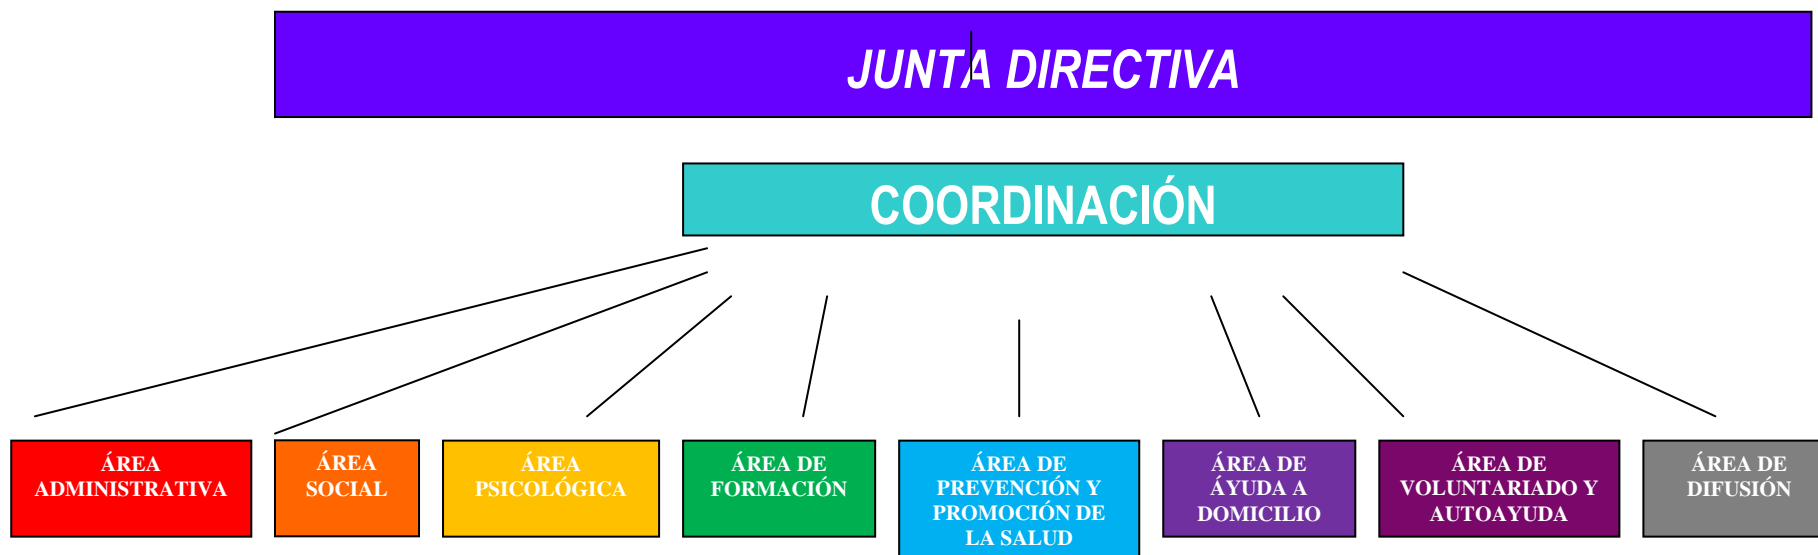 JUNTA DIRECTIVA
COORDINACIÓN
ÁREA
ADMINISTRATIVA
ÁREA
SOCIAL
ÁREA
PSICOLÓGICA
ÁREA DE
FORMACIÓN
ÁREA DE
PREVENCIÓN Y
PROMOCIÓN DE
LA SALUD
ÁREA DE
ÁYUDA A
DOMICILIO
ÁREA DE
VOLUNTARIADO Y
AUTOAYUDA
ÁREA DE
DIFUSIÓN